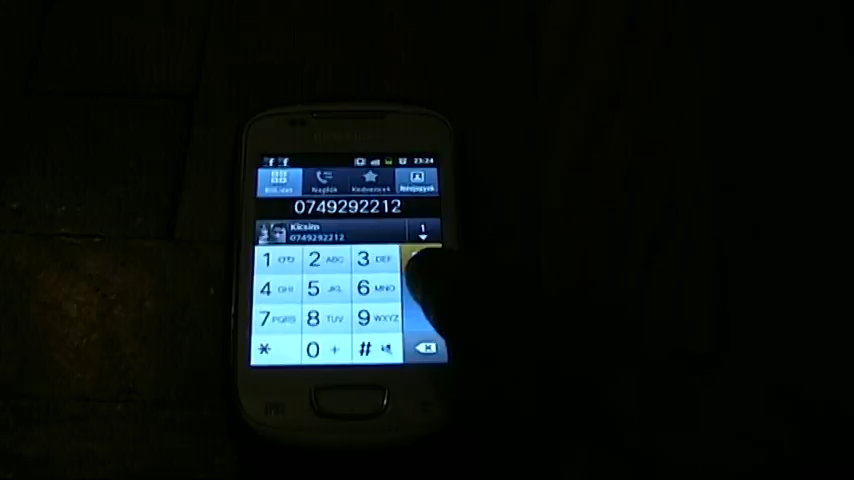 23:24
Naplók Kedvencek Névjegyek
0749292212
Kicsim 1
0749292212
1 2 ABC 3 DEF
4 GHI 5 JKL 6 MNO
7 PQRS 8 TUV 9 WXYZ
* 0 + #